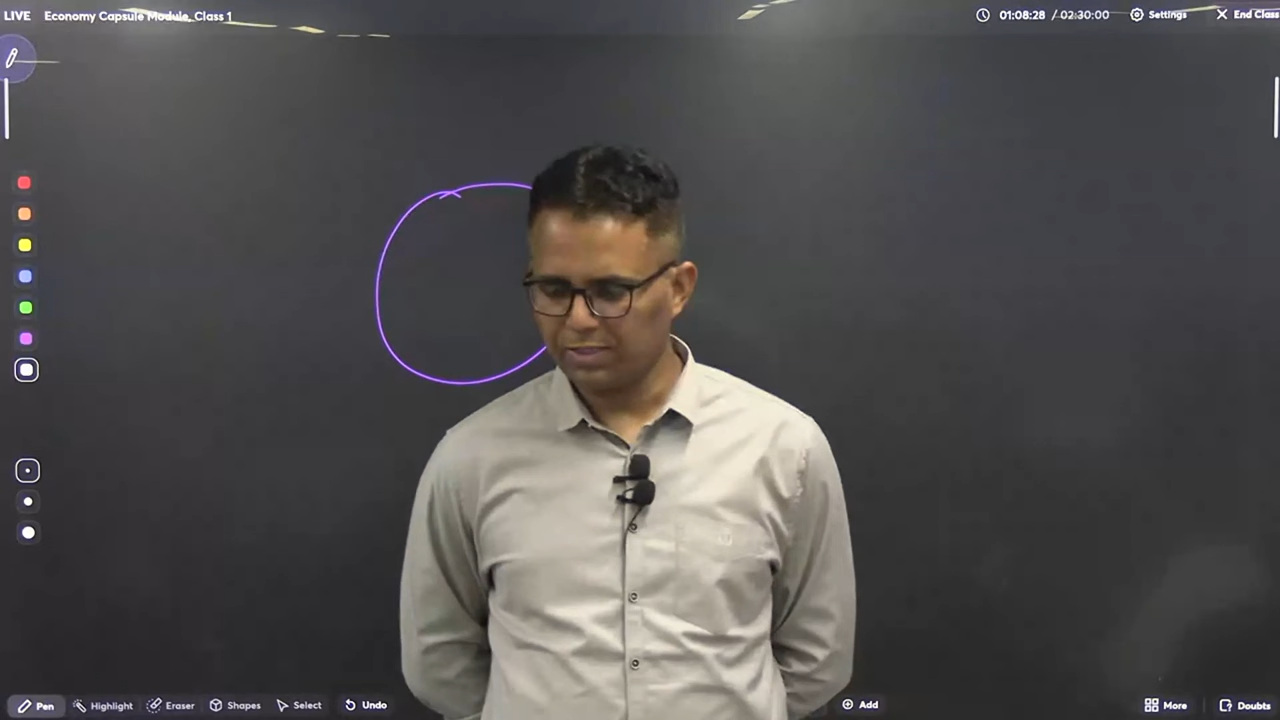 LIVE Economy Capsule Module, Class 1
01:08:28 / 02:30:00 Settings End Class
Pen Highlight Eraser Shapes Select Undo Add More Doubts